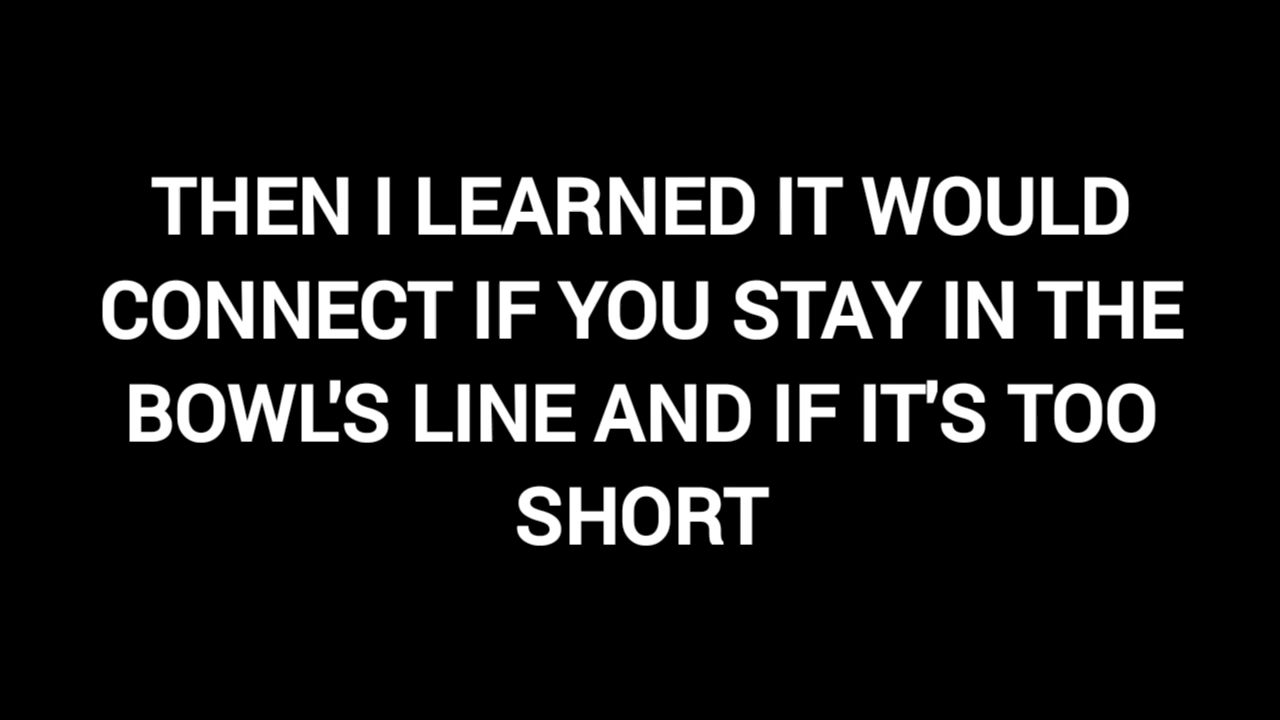 THEN I LEARNED IT WOULD
CONNECT IF YOU STAY IN THE
BOWL'S LINE AND IF IT'S TOO
SHORT